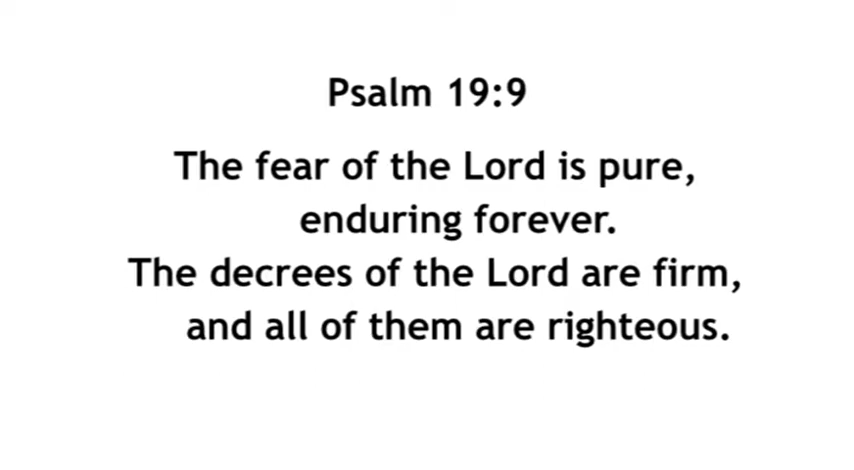 Psalm 19:9
The fear of the Lord is pure,
enduring forever.
The decrees of the Lord are firm,
and all of them are righteous.